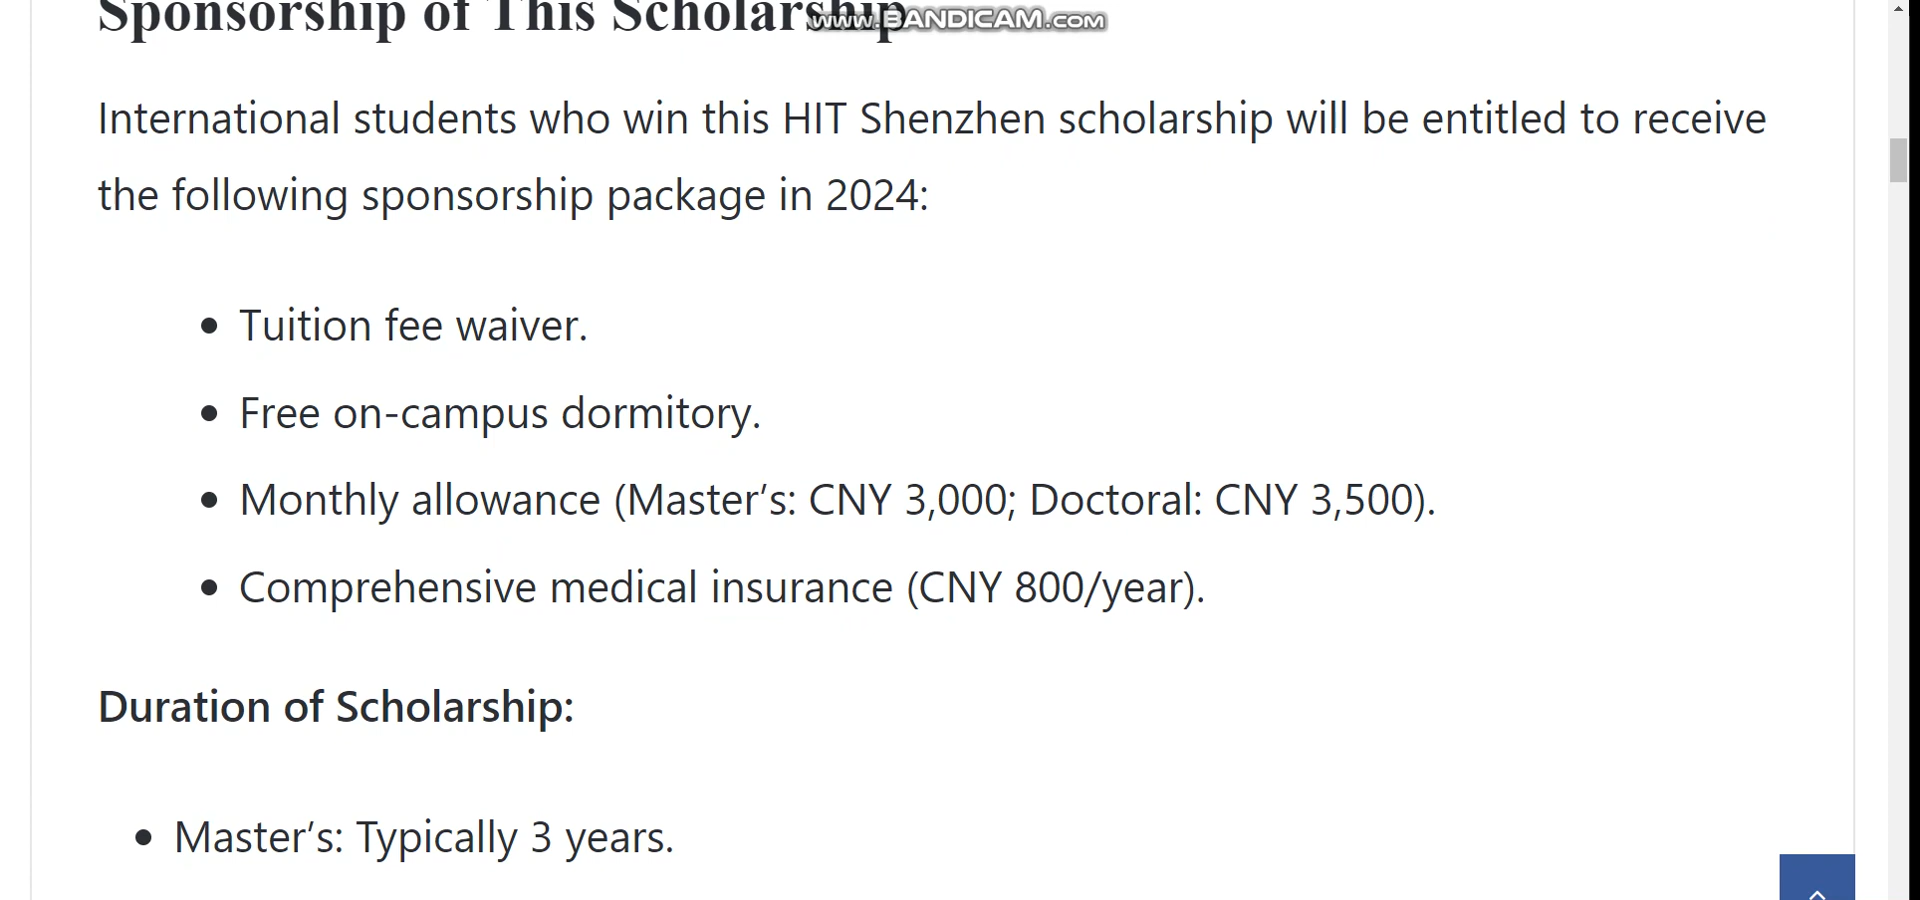 Sponsorship of This Scholarship
www.BANDICAM.com
International students who win this HIT Shenzhen scholarship will be entitled to receive
the following sponsorship package in 2024:
• Tuition fee waiver.
• Free on-campus dormitory.
• Monthly allowance (Master’s: CNY 3,000; Doctoral: CNY 3,500).
• Comprehensive medical insurance (CNY 800/year).
Duration of Scholarship:
• Master’s: Typically 3 years.